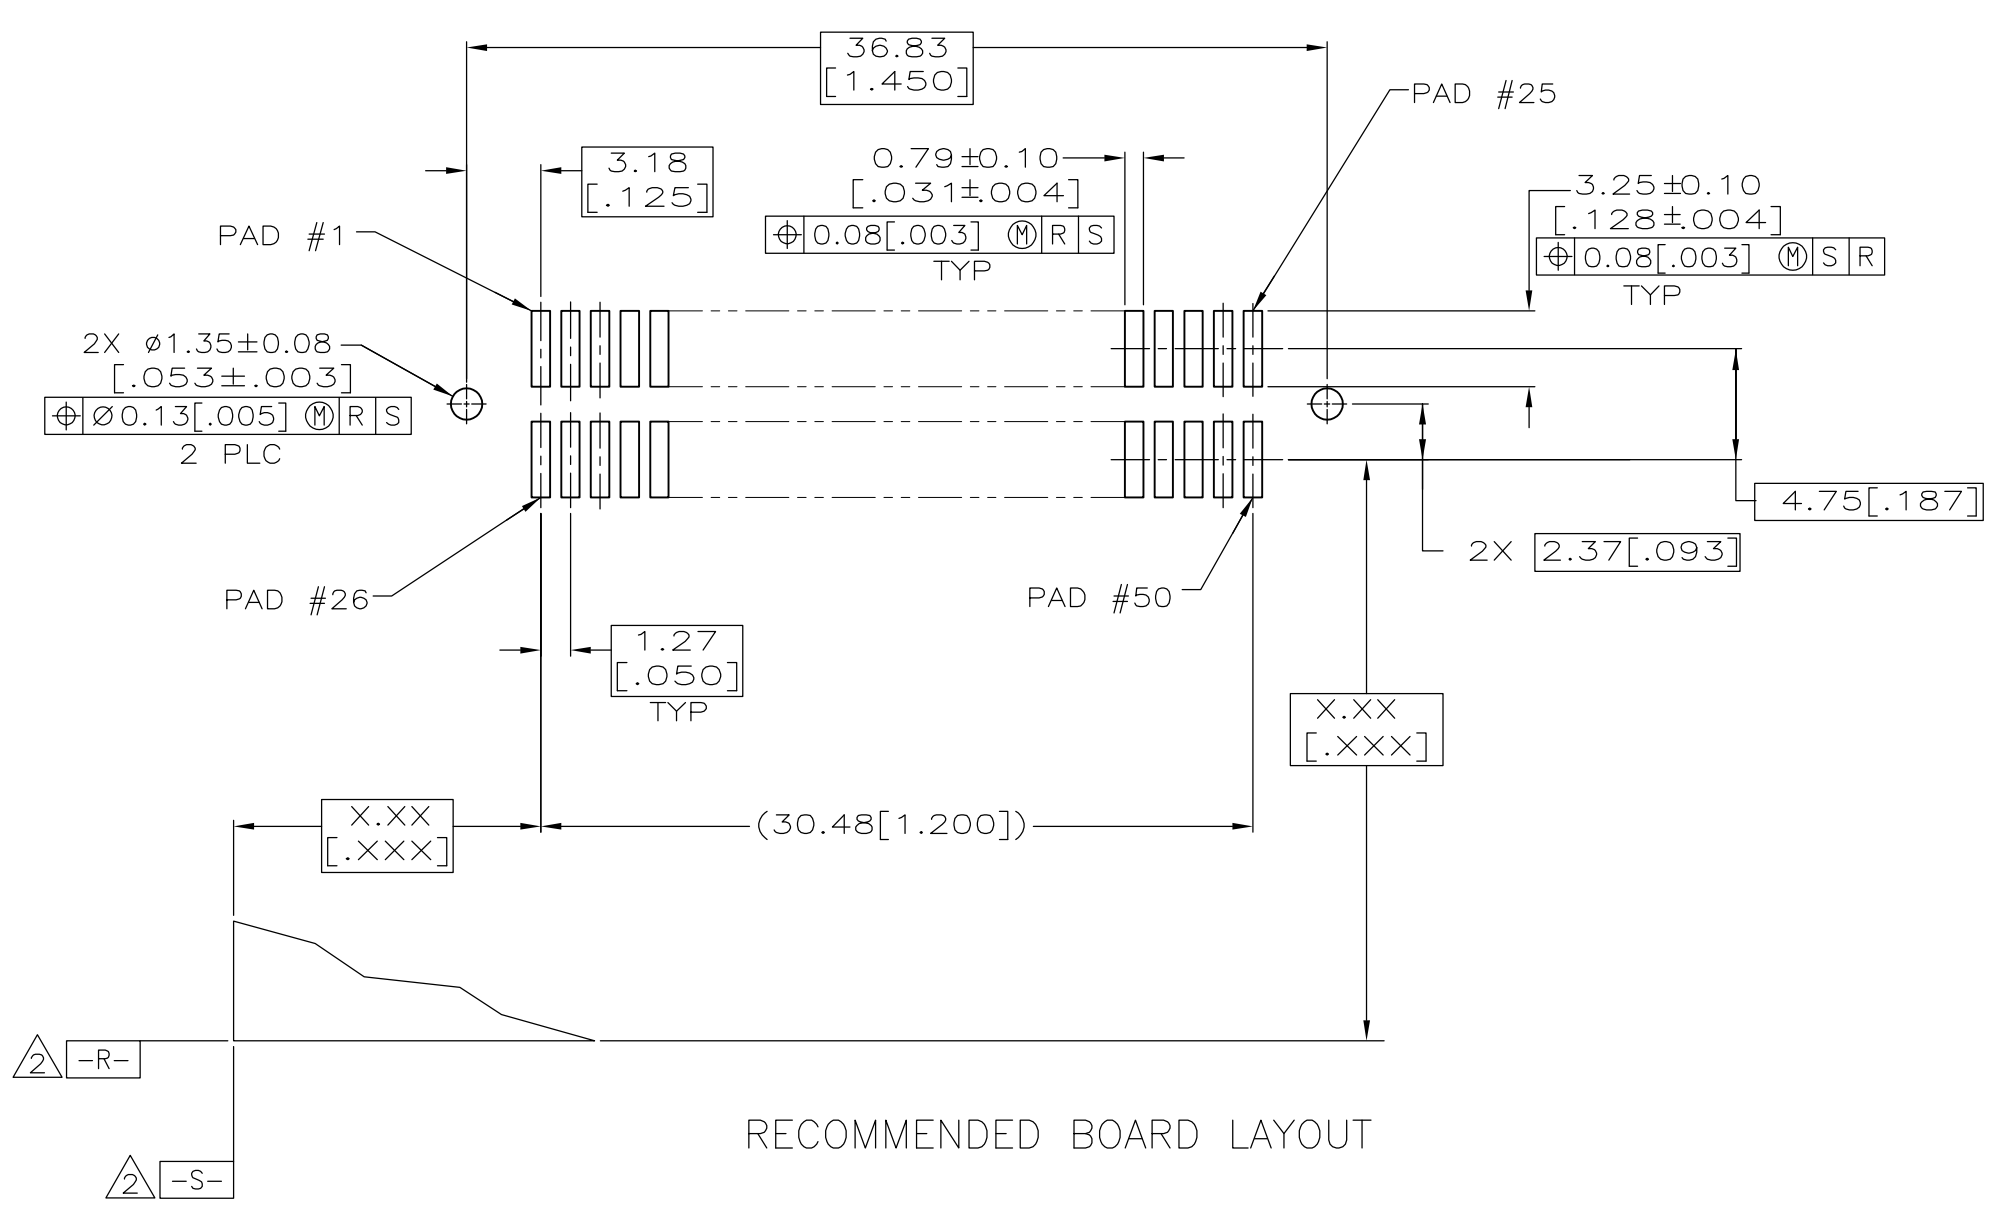 36.83
[1.450]
PAD #25
3.18
[.125]
0.79±0.10
[.031±.004]
⌖ 0.08[.003] Ⓜ R S
TYP
3.25±0.10
[.128±.004]
⌖ 0.08[.003] Ⓜ S R
TYP
PAD #1
2X ⌀1.35±0.08
[.053±.003]
⌖ ⌀0.13[.005] Ⓜ R S
2 PLC
4.75[.187]
2X 2.37[.093]
PAD #26
PAD #50
1.27
[.050]
TYP
X.XX
[.XXX]
X.XX
[.XXX]
(30.48[1.200])
2 -R-
2 -S-
RECOMMENDED BOARD LAYOUT